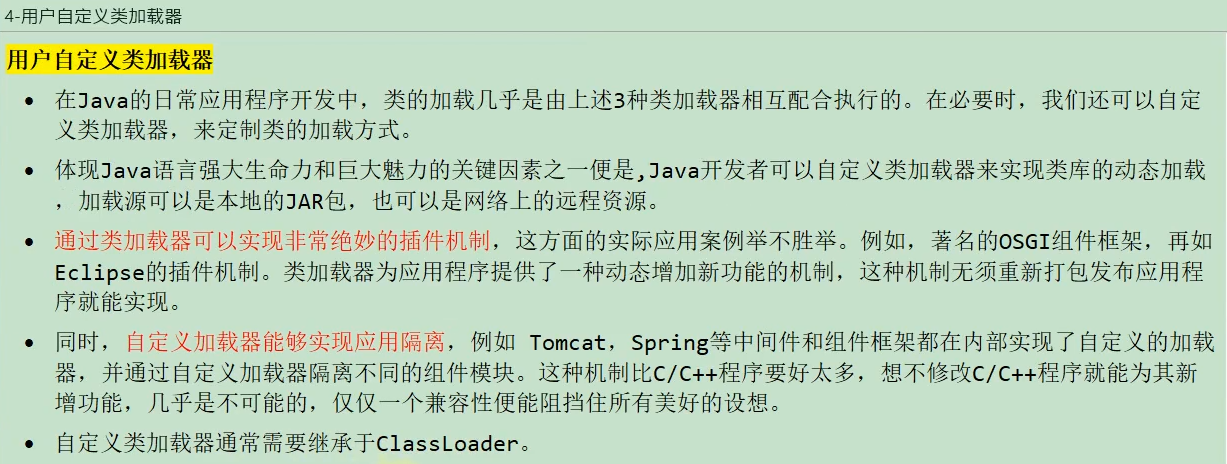 4-用户自定义类加载器
用户自定义类加载器
• 在Java的日常应用程序开发中，类的加载几乎是由上述3种类加载器相互配合执行的。在必要时，我们还可以自定
义类加载器，来定制类的加载方式。
• 体现Java语言强大生命力和巨大魅力的关键因素之一便是,Java开发者可以自定义类加载器来实现类库的动态加载
，加载源可以是本地的JAR包，也可以是网络上的远程资源。
• 通过类加载器可以实现非常绝妙的插件机制，这方面的实际应用案例举不胜举。例如，著名的OSGI组件框架，再如
Eclipse的插件机制。类加载器为应用程序提供了一种动态增加新功能的机制，这种机制无须重新打包发布应用程
序就能实现。
• 同时，自定义加载器能够实现应用隔离，例如 Tomcat，Spring等中间件和组件框架都在内部实现了自定义的加载
器，并通过自定义加载器隔离不同的组件模块。这种机制比C/C++程序要好太多，想不修改C/C++程序就能为其新
增功能，几乎是不可能的，仅仅一个兼容性便能阻挡住所有美好的设想。
• 自定义类加载器通常需要继承于ClassLoader。